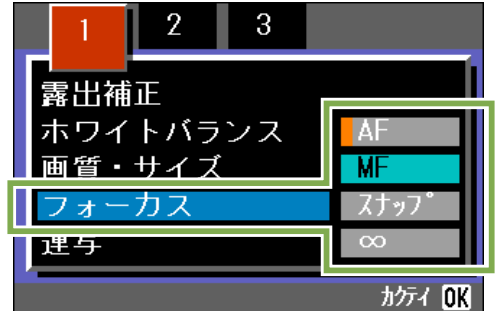 1 2 3
露出補正
ホワイトバランス AF
画質・サイズ MF
フォーカス ｽﾅｯﾌﾟ
連写 ∞
ｶｸﾃｲ OK